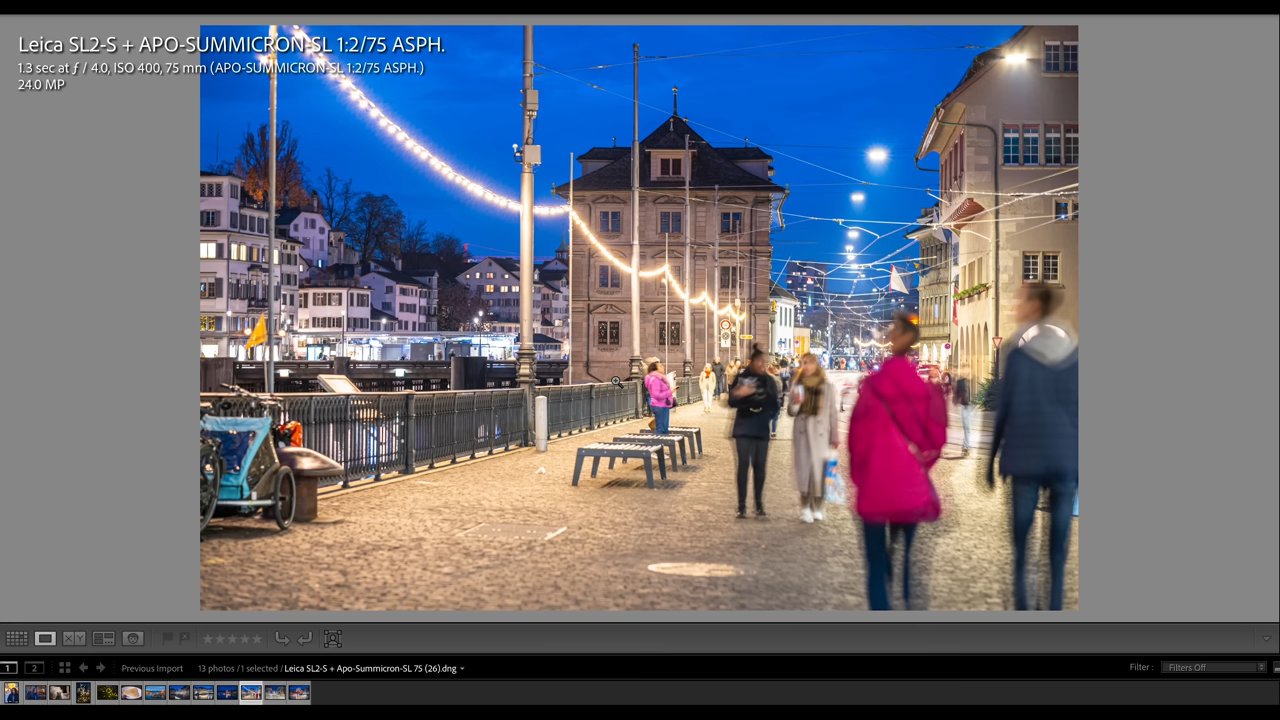 Leica SL2-S + APO-SUMMICRON-SL 1:2/75 ASPH.
1.3 sec at ƒ / 4.0, ISO 400, 75 mm (APO-SUMMICRON-SL 1:2/75 ASPH.)
24.0 MP
X Y
1 2 Previous Import 13 photos / 1 selected / Leica SL2-S + Apo-Summicron-SL 75 (26).dng Filter : Filters Off